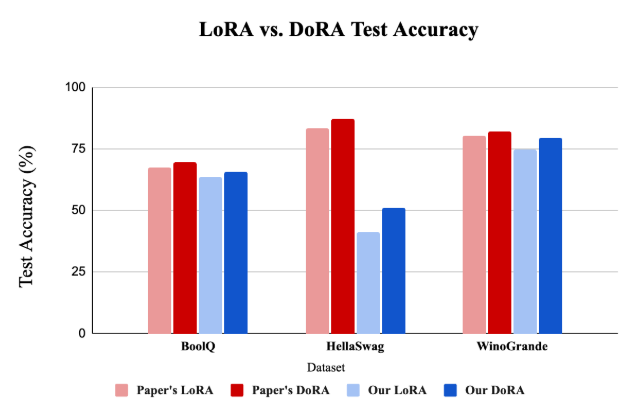 LoRA vs. DoRA Test Accuracy
Test Accuracy (%)
100
75
50
25
0
BoolQ HellaSwag WinoGrande
Dataset
Paper's LoRA Paper's DoRA Our LoRA Our DoRA